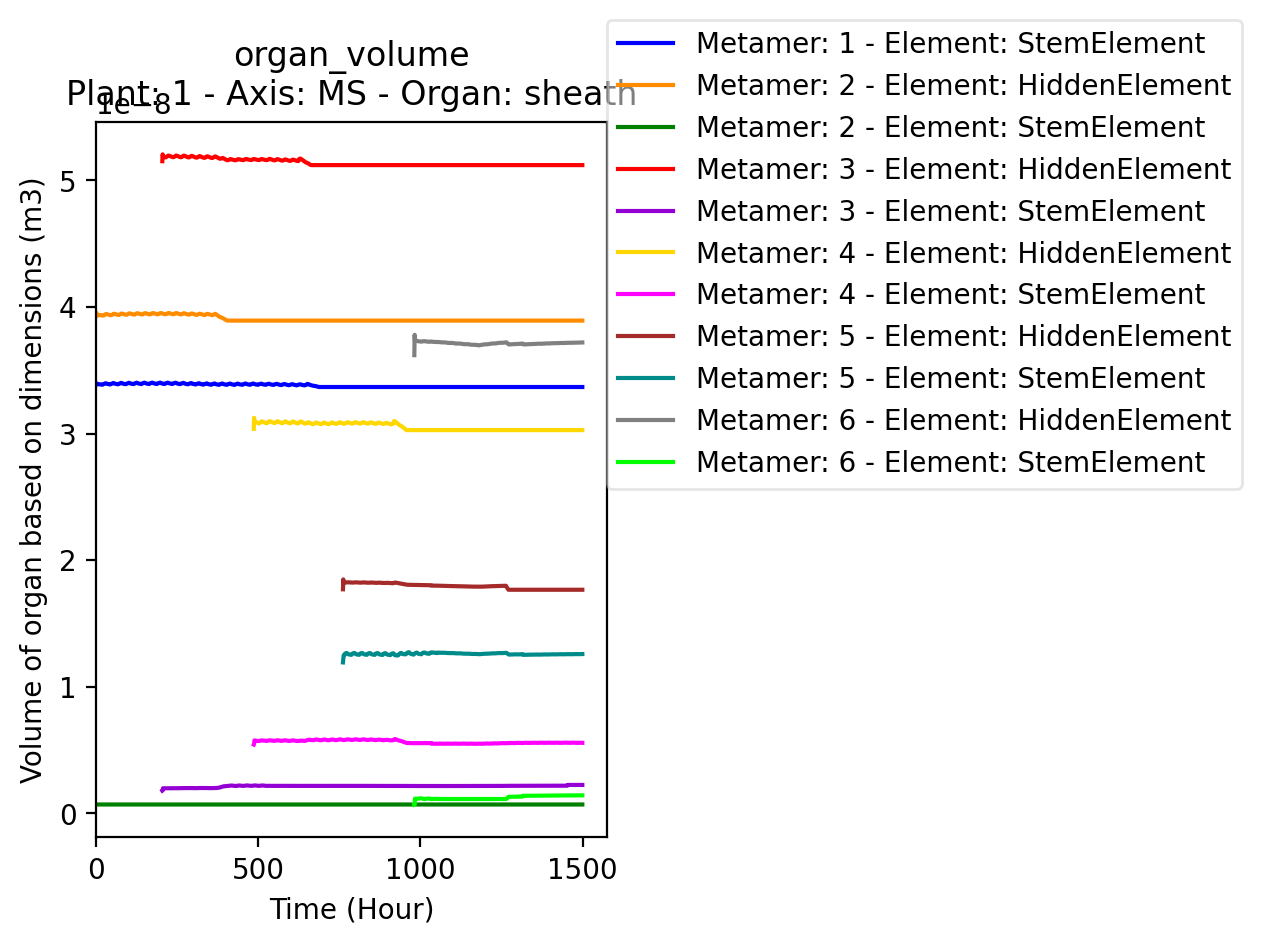 organ_volume
Plant: 1 - Axis: MS - Organ: sheath
1e−8
Volume of organ based on dimensions (m3)
5
4
3
2
1
0
0 500 1000 1500
Time (Hour)
Metamer: 1 - Element: StemElement
Metamer: 2 - Element: HiddenElement
Metamer: 2 - Element: StemElement
Metamer: 3 - Element: HiddenElement
Metamer: 3 - Element: StemElement
Metamer: 4 - Element: HiddenElement
Metamer: 4 - Element: StemElement
Metamer: 5 - Element: HiddenElement
Metamer: 5 - Element: StemElement
Metamer: 6 - Element: HiddenElement
Metamer: 6 - Element: StemElement